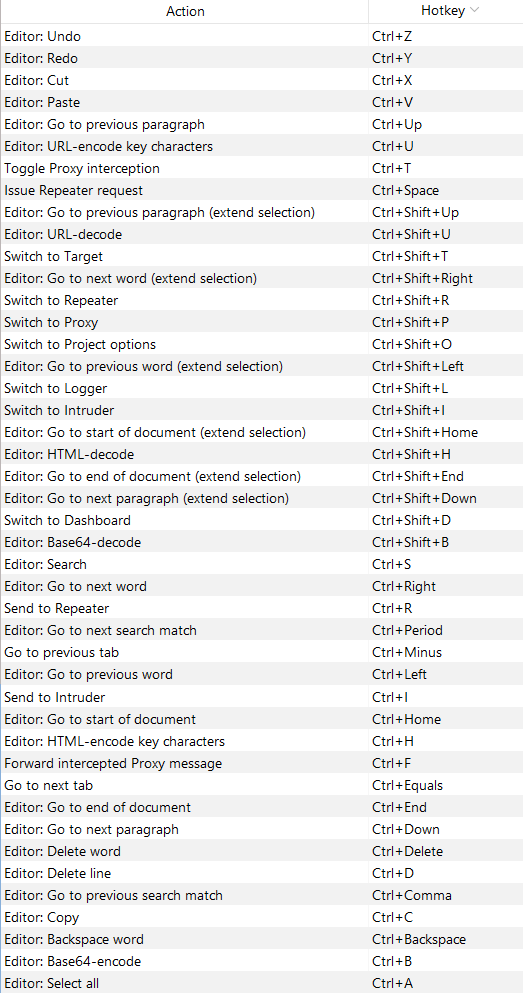 Action Hotkey
Editor: Undo Ctrl+Z
Editor: Redo Ctrl+Y
Editor: Cut Ctrl+X
Editor: Paste Ctrl+V
Editor: Go to previous paragraph Ctrl+Up
Editor: URL-encode key characters Ctrl+U
Toggle Proxy interception Ctrl+T
Issue Repeater request Ctrl+Space
Editor: Go to previous paragraph (extend selection) Ctrl+Shift+Up
Editor: URL-decode Ctrl+Shift+U
Switch to Target Ctrl+Shift+T
Editor: Go to next word (extend selection) Ctrl+Shift+Right
Switch to Repeater Ctrl+Shift+R
Switch to Proxy Ctrl+Shift+P
Switch to Project options Ctrl+Shift+O
Editor: Go to previous word (extend selection) Ctrl+Shift+Left
Switch to Logger Ctrl+Shift+L
Switch to Intruder Ctrl+Shift+I
Editor: Go to start of document (extend selection) Ctrl+Shift+Home
Editor: HTML-decode Ctrl+Shift+H
Editor: Go to end of document (extend selection) Ctrl+Shift+End
Editor: Go to next paragraph (extend selection) Ctrl+Shift+Down
Switch to Dashboard Ctrl+Shift+D
Editor: Base64-decode Ctrl+Shift+B
Editor: Search Ctrl+S
Editor: Go to next word Ctrl+Right
Send to Repeater Ctrl+R
Editor: Go to next search match Ctrl+Period
Go to previous tab Ctrl+Minus
Editor: Go to previous word Ctrl+Left
Send to Intruder Ctrl+I
Editor: Go to start of document Ctrl+Home
Editor: HTML-encode key characters Ctrl+H
Forward intercepted Proxy message Ctrl+F
Go to next tab Ctrl+Equals
Editor: Go to end of document Ctrl+End
Editor: Go to next paragraph Ctrl+Down
Editor: Delete word Ctrl+Delete
Editor: Delete line Ctrl+D
Editor: Go to previous search match Ctrl+Comma
Editor: Copy Ctrl+C
Editor: Backspace word Ctrl+Backspace
Editor: Base64-encode Ctrl+B
Editor: Select all Ctrl+A